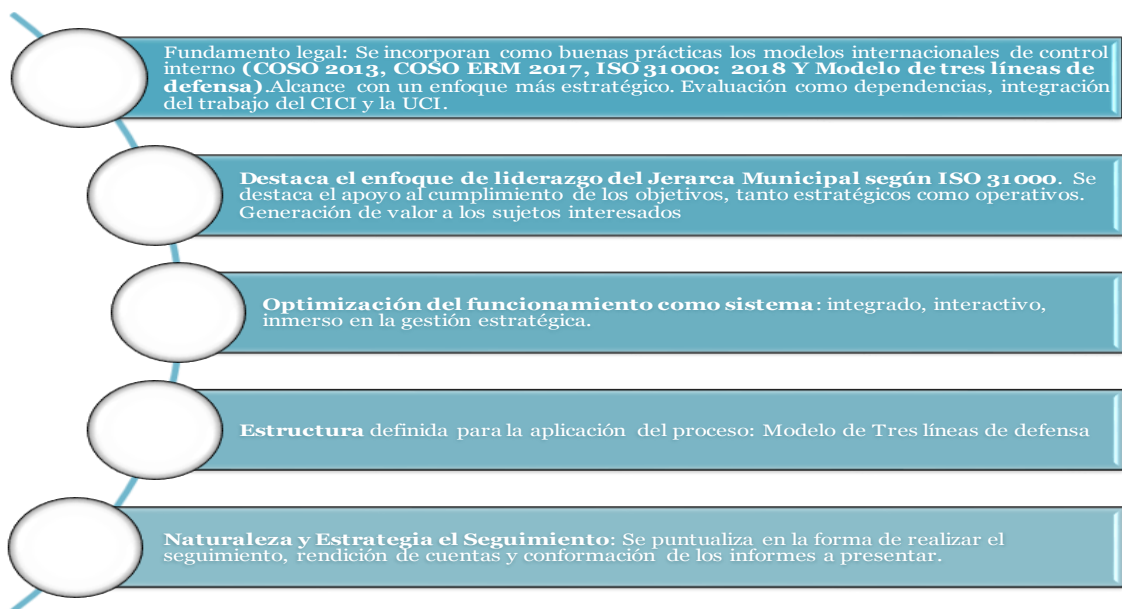 Fundamento legal: Se incorporan como buenas prácticas los modelos internacionales de control
interno (COSO 2013, COSO ERM 2017, ISO 31000: 2018 Y Modelo de tres líneas de
defensa).Alcance con un enfoque más estratégico. Evaluación como dependencias, integración
del trabajo del CICI y la UCI.
Destaca el enfoque de liderazgo del Jerarca Municipal según ISO 31000. Se
destaca el apoyo al cumplimiento de los objetivos, tanto estratégicos como operativos.
Generación de valor a los sujetos interesados
Optimización del funcionamiento como sistema: integrado, interactivo,
inmerso en la gestión estratégica.
Estructura definida para la aplicación del proceso: Modelo de Tres líneas de defensa
Naturaleza y Estrategia el Seguimiento: Se puntualiza en la forma de realizar el
seguimiento, rendición de cuentas y conformación de los informes a presentar.